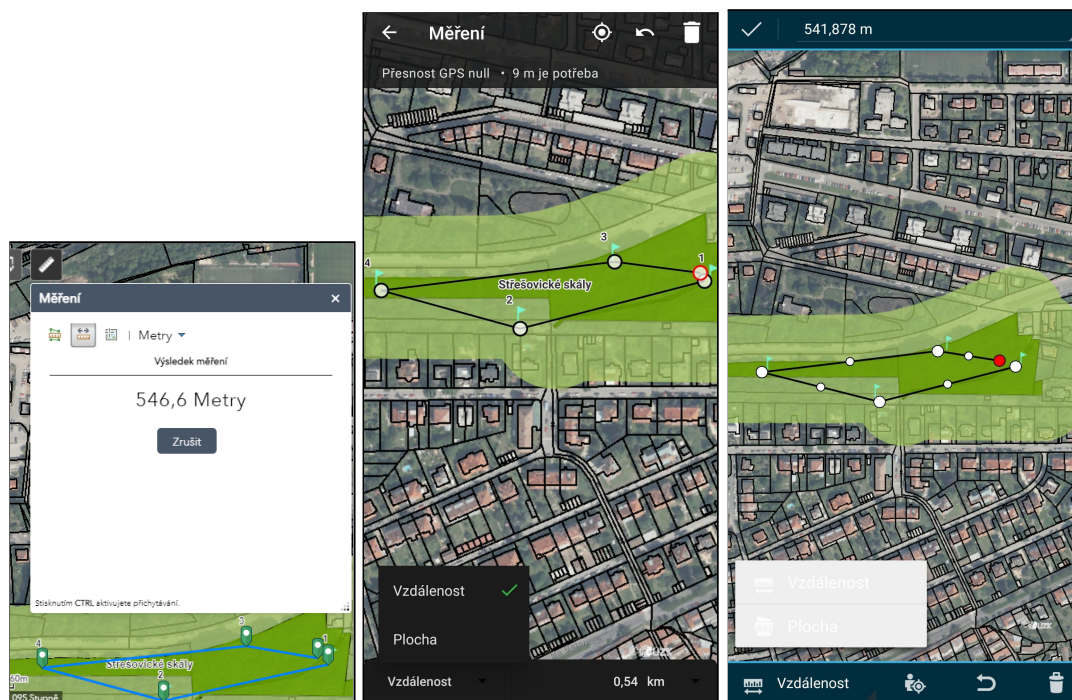 Měření
Metry
Výsledek měření
546,6 Metry
Zrušit
Stisknutím CTRL aktivujete přichytávání.
3
4
1
Střešovické skály
2
60m
095 Stupně
Měření
Přesnost GPS null • 9 m je potřeba
3
4
1
Střešovické skály
2
Vzdálenost
Plocha
Vzdálenost
0,54 km
541,878 m
Vzdálenost
Plocha
Vzdálenost